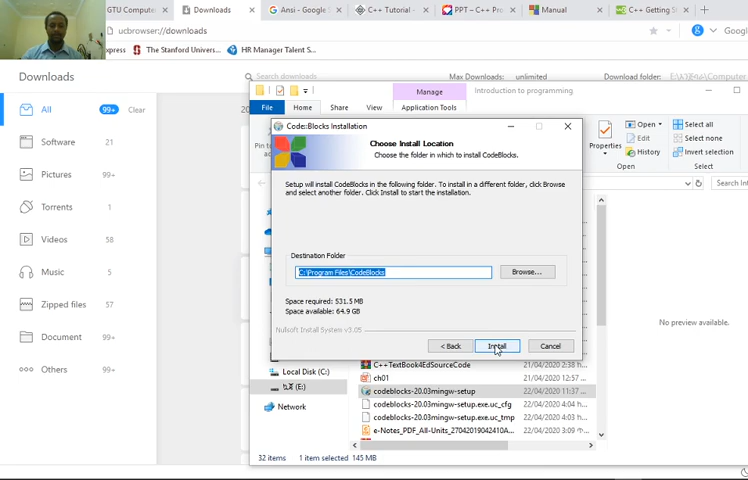 GTU Computer
Downloads
Ansi - Google S
C++ Tutorial -
PPT – C++ Pro
Manual
C++ Getting S
ucbrowser://downloads
Google
xpress
The Stanford Univers...
HR Manager Talent S...
Downloads
Search downloads
Max Downloads:
unlimited
Download folder:
All
99+
Clear
Software
21
Pictures
99+
Torrents
1
Videos
58
Music
5
Zipped files
57
Document
99+
Others
99+
Manage
Introduction to programming
File
Home
Share
View
Application Tools
Properties
Open
Edit
History
Open
Select all
Select none
Invert selection
Select
Search Int
No preview available.
Code::Blocks Installation
Choose Install Location
Choose the folder in which to install CodeBlocks.
Setup will install CodeBlocks in the following folder. To install in a different folder, click Browse
and select another folder. Click Install to start the installation.
Destination Folder
C:\Program Files\CodeBlocks
Browse...
Space required: 531.5 MB
Space available: 64.9 GB
Nullsoft Install System v3.05
< Back
Install
Cancel
C++TextBook4EdSourceCode
21/04/2020
ch01
21/04/2020 12:57
codeblocks-20.03mingw-setup
22/04/2020 11:37
codeblocks-20.03mingw-setup.exe.uc_cfg
22/04/2020 4:04
codeblocks-20.03mingw-setup.exe.uc_tmp
22/04/2020 4:03
e-Notes_PDF_All-Units_27042019042410A...
22/04/2020 3:09
Local Disk (C:)
(E:)
Network
32 items
1 item selected
145 MB